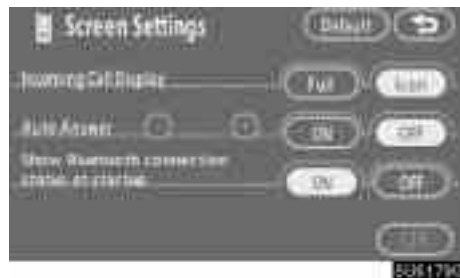 Screen Settings
Default
Incoming Call Display
Full
Icon
Auto Answer
-
+
ON
OFF
Show Bluetooth connection
status at startup
ON
Off